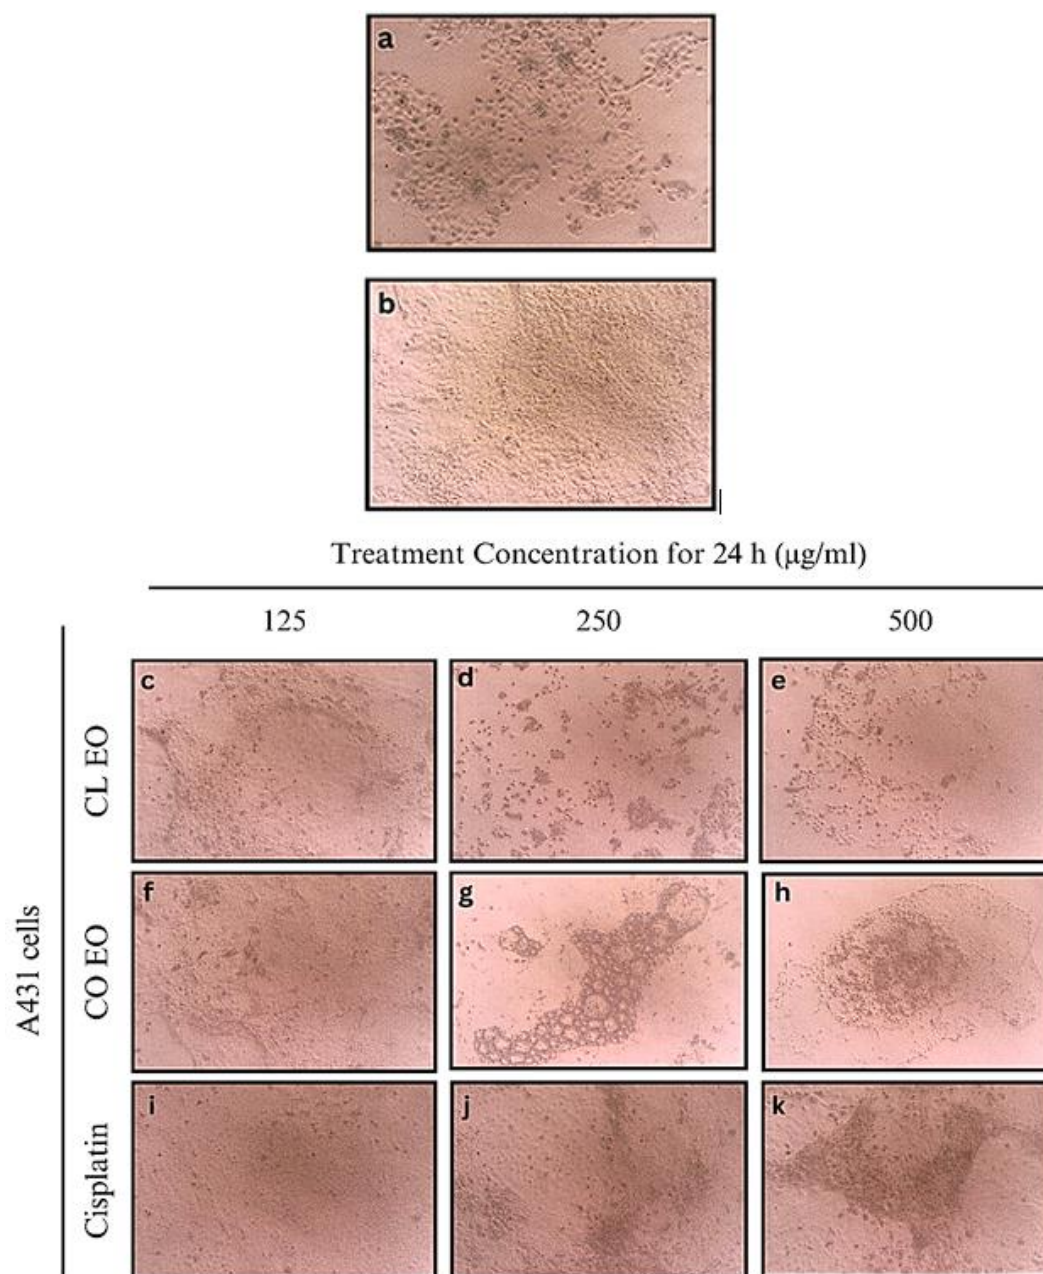 a
b
Treatment Concentration for 24 h (µg/ml)
125 250 500
A431 cells
CL EO
c d e
CO EO
f g h
Cisplatin
i j k